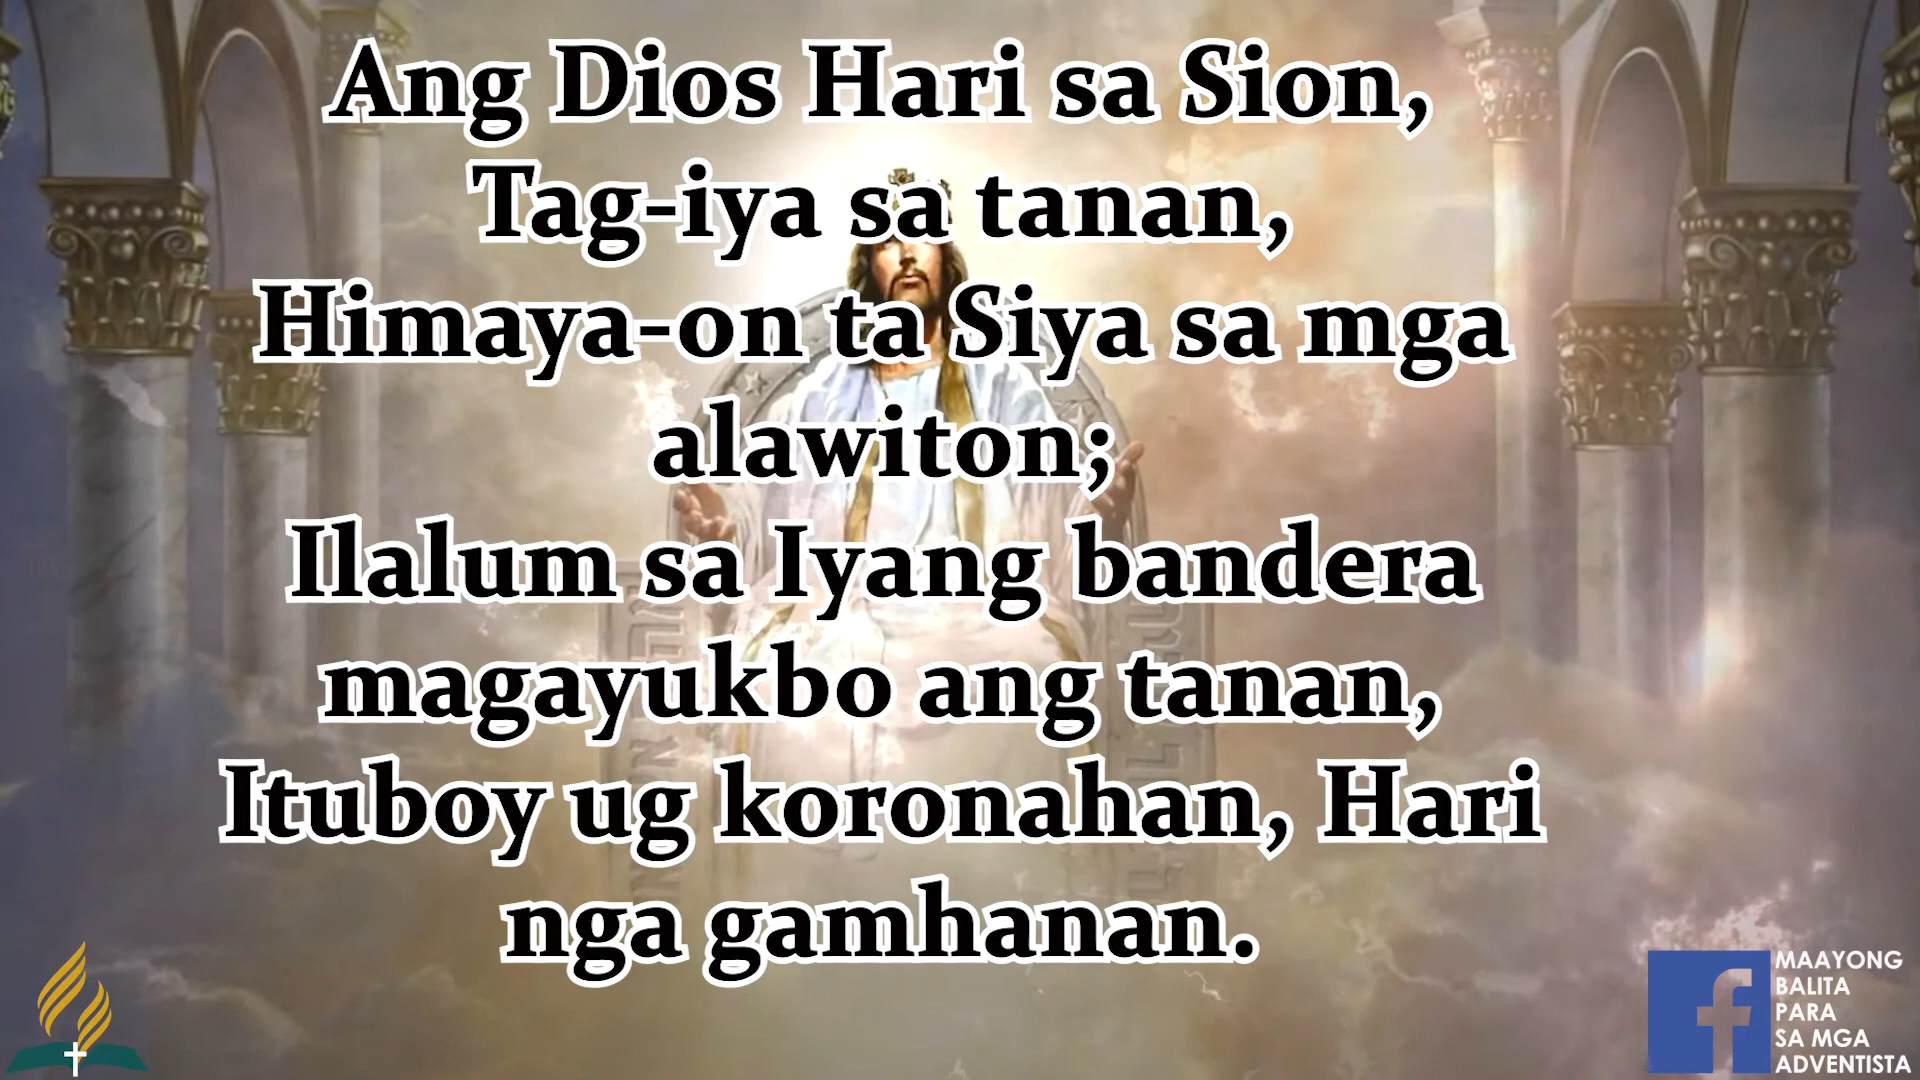 Ang Dios Hari sa Sion,
Tag-iya sa tanan,
Himaya-on ta Siya sa mga
alawiton;
Ilalum sa Iyang bandera
magayukbo ang tanan,
Ituboy ug koronahan, Hari
nga gamhanan.
MAAYONG
BALITA
PARA
SA MGA
ADVENTISTA